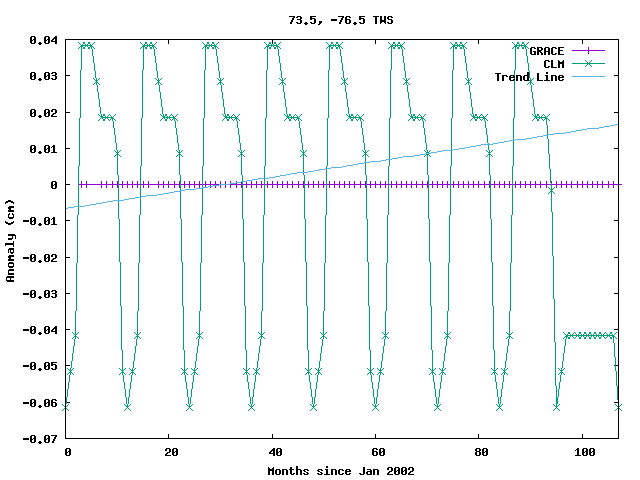 73.5, -76.5 TWS
GRACE
CLM
Trend Line
0.04
0.03
0.02
0.01
0
-0.01
-0.02
-0.03
-0.04
-0.05
-0.06
-0.07
Anomaly (cm)
0 20 40 60 80 100
Months since Jan 2002